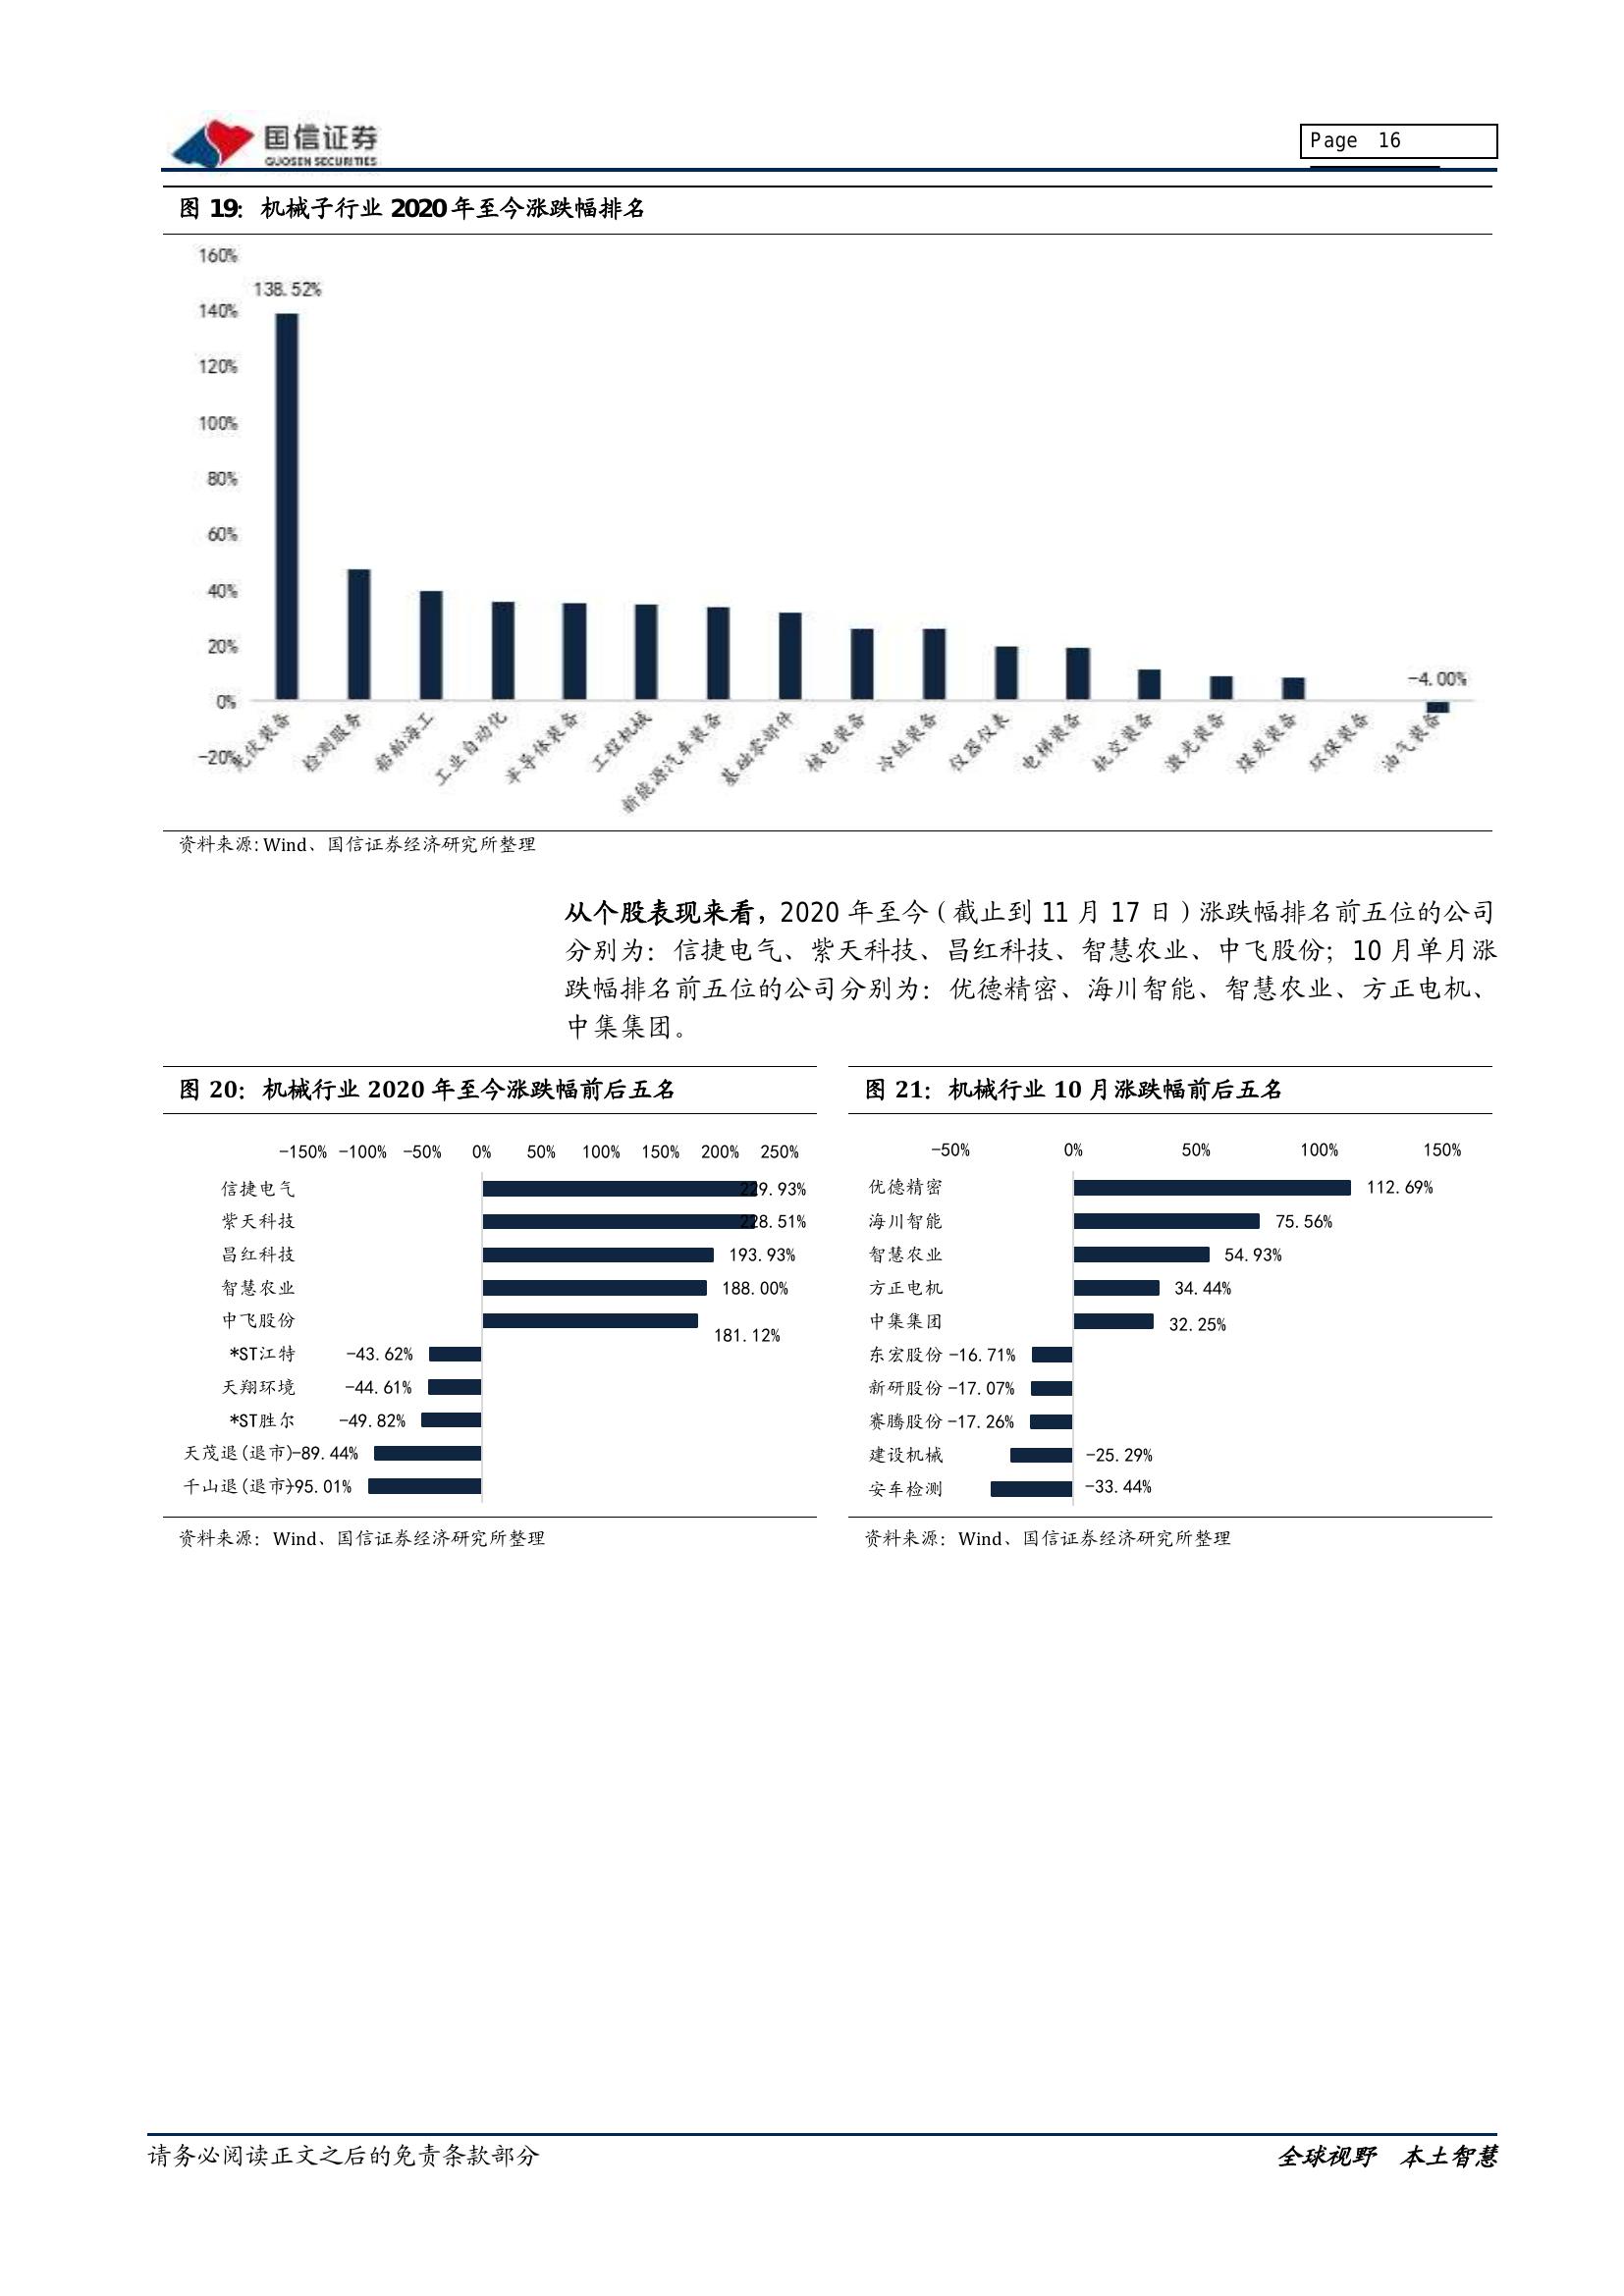 国信证券
GUOSEN SECURITIES
Page 16
图 19：机械子行业 2020 年至今涨跌幅排名
160%
138.52%
140%
120%
100%
80%
60%
40%
20%
-4.00%
0%
-20%
光伏装备
检测服务
船舶海工
工业自动化
半导体装备
工程机械
新能源汽车装备
基础零部件
核电装备
冷链装备
仪器仪表
电梯装备
轨交装备
激光装备
煤炭装备
环保装备
油气装备
资料来源: Wind、国信证券经济研究所整理
从个股表现来看，2020 年至今（截止到 11 月 17 日）涨跌幅排名前五位的公司
分别为：信捷电气、紫天科技、昌红科技、智慧农业、中飞股份；10 月单月涨
跌幅排名前五位的公司分别为：优德精密、海川智能、智慧农业、方正电机、
中集集团。
图 20：机械行业 2020 年至今涨跌幅前后五名
-150% -100% -50% 0% 50% 100% 150% 200% 250%
信捷电气 229.93%
紫天科技 228.51%
昌红科技 193.93%
智慧农业 188.00%
中飞股份 181.12%
*ST江特 -43.62%
天翔环境 -44.61%
*ST胜尔 -49.82%
天茂退(退市) -89.44%
千山退(退市) -95.01%
资料来源：Wind、国信证券经济研究所整理
图 21：机械行业 10 月涨跌幅前后五名
-50% 0% 50% 100% 150%
优德精密 112.69%
海川智能 75.56%
智慧农业 54.93%
方正电机 34.44%
中集集团 32.25%
东宏股份 -16.71%
新研股份 -17.07%
赛腾股份 -17.26%
建设机械 -25.29%
安车检测 -33.44%
资料来源：Wind、国信证券经济研究所整理
请务必阅读正文之后的免责条款部分
全球视野 本土智慧